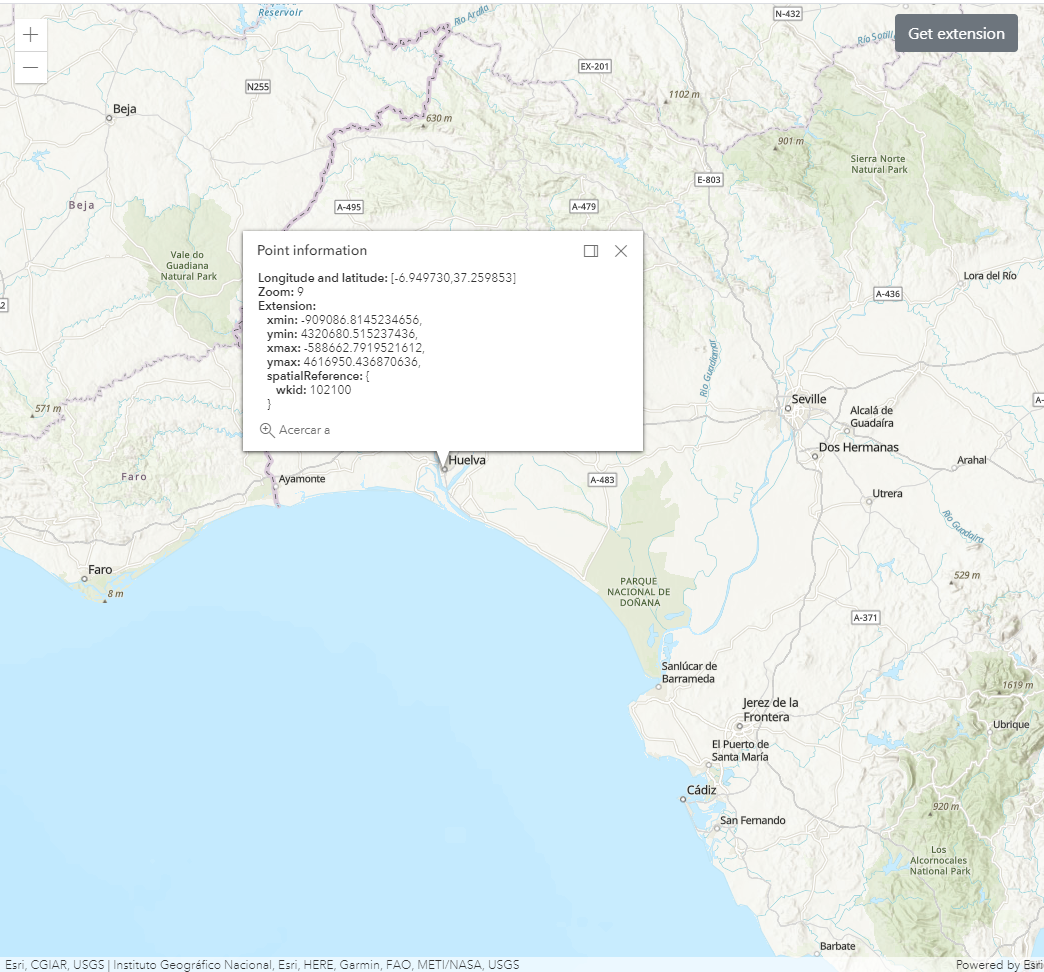 Reservoir
Río Ardila
N-432
Río Sotillo
Get extension
EX-201
N255
1102 m
Beja
630 m
901 m
Sierra Norte
Natural Park
E-803
Beja
A-495
A-479
Point information
Vale do
Guadiana
Natural Park
Longitude and latitude: [-6.949730,37.259853]
Zoom: 9
Extension:
xmin: -909086.8145234656,
ymin: 4320680.515237436,
xmax: -588662.7919521612,
ymax: 4616950.436870636,
spatialReference: {
wkid: 102100
}
Acercar a
Lora del Río
A-436
2
Río Guadiamar
A-
571 m
Seville
Alcalá de
Guadaíra
Dos Hermanas
Huelva
Arahal
Faro
Ayamonte
A-483
Utrera
Río Guadaira
Faro
8 m
PARQUE
NACIONAL DE
DOÑANA
529 m
A-371
Sanlúcar de
Barrameda
1619 m
Jerez de la
Frontera
Ubrique
El Puerto de
Santa María
Cádiz
920 m
San Fernando
Los
Alcornocales
National Park
Barbate
Esri, CGIAR, USGS | Instituto Geográfico Nacional, Esri, HERE, Garmin, FAO, METI/NASA, USGS
Powered by Esri